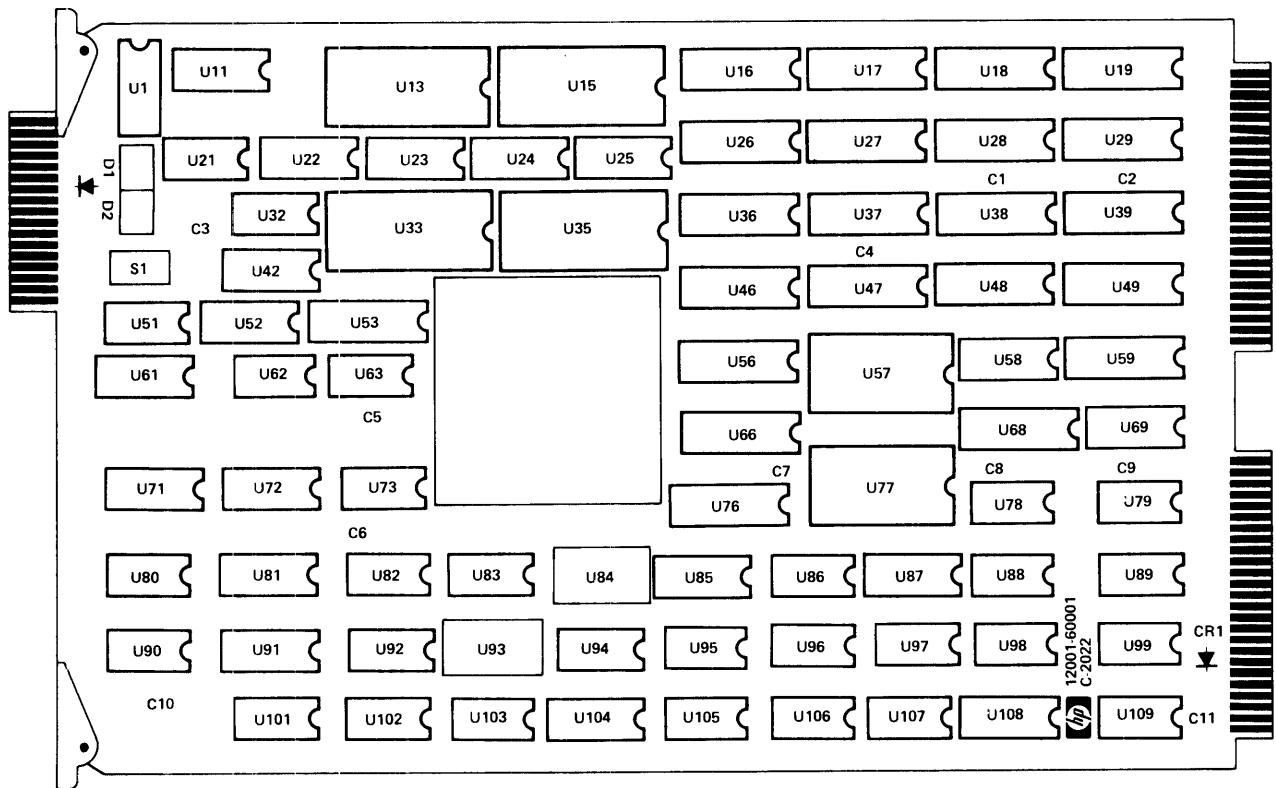 U1 U11 U13 U15 U16 U17 U18 U19
D1 U21 U22 U23 U24 U25 U26 U27 U28 U29
C1 C2
D2 C3 U32 U33 U35 U36 U37 U38 U39
C4
S1 U42 U46 U47 U48 U49
U51 U52 U53
U61 U62 U63 U56 U57 U58 U59
C5
U66 U68 U69
C7 C8 C9
U71 U72 U73 U76 U77 U78 U79
C6
U80 U81 U82 U83 U84 U85 U86 U87 U88 U89
12001-60001
C-2022
CR1
U90 U91 U92 U93 U94 U95 U96 U97 U98 U99
C10
U101 U102 U103 U104 U105 U106 U107 U108 hp U109 C11